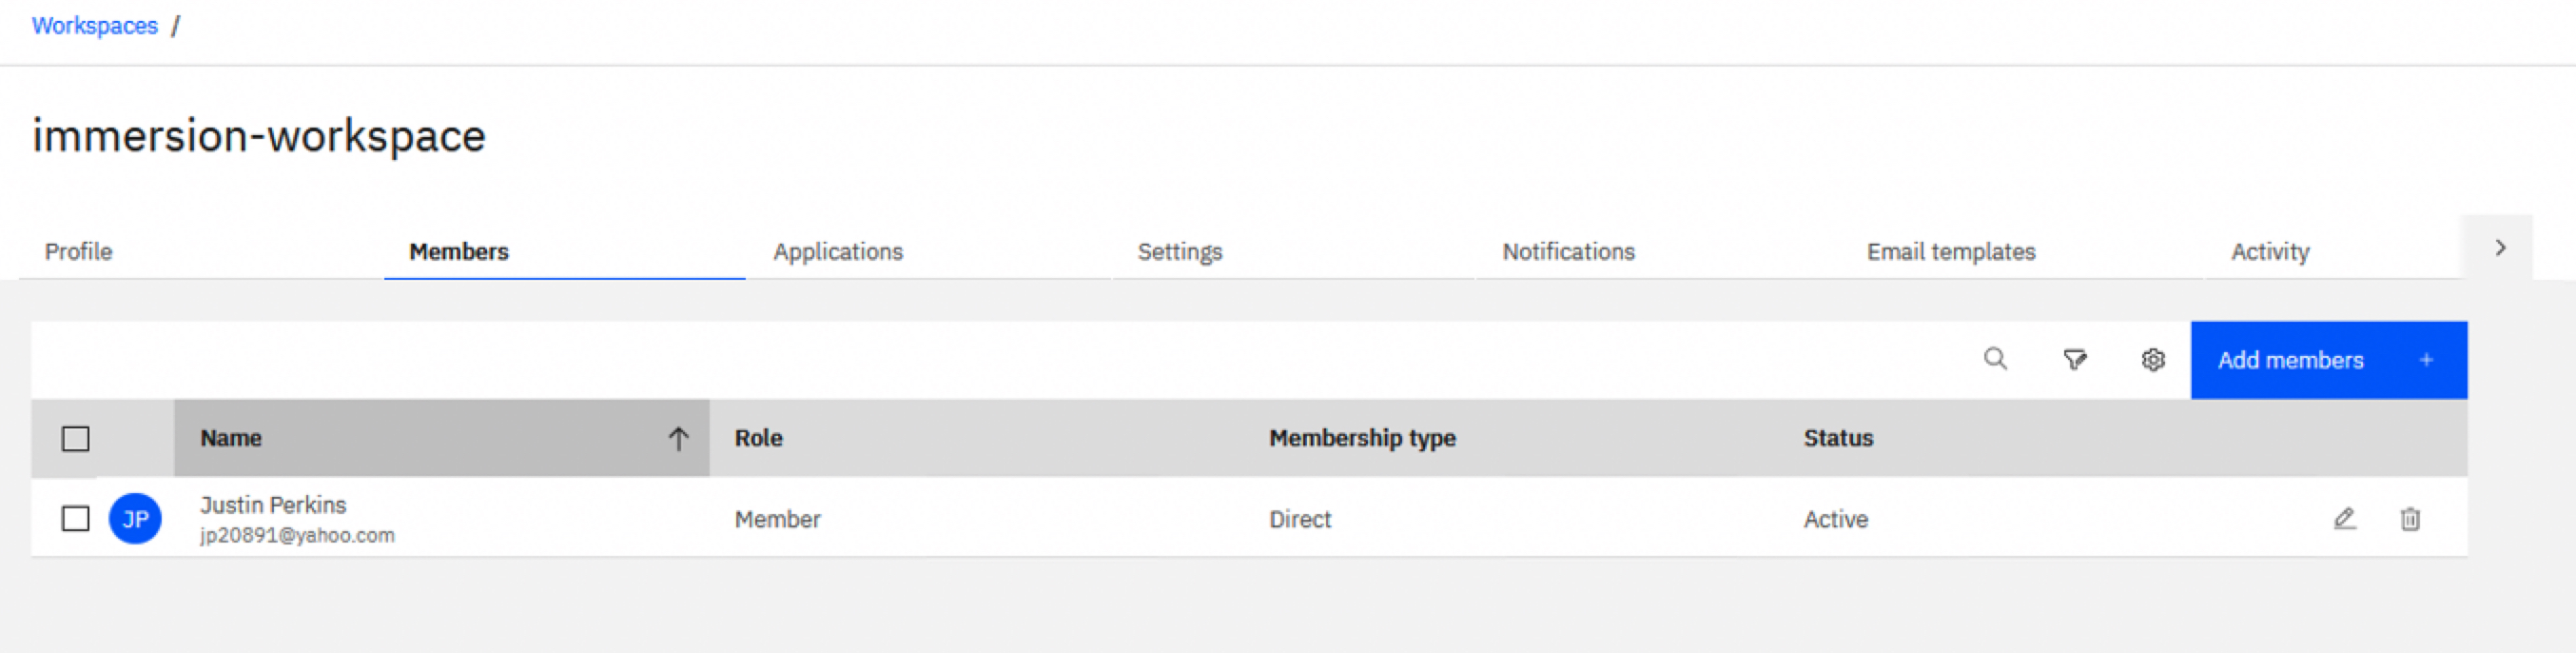 Workspaces /
immersion-workspace
Profile Members Applications Settings Notifications Email templates Activity
Add members +
Name Role Membership type Status
JP Justin Perkins Member Direct Active
jp20891@yahoo.com